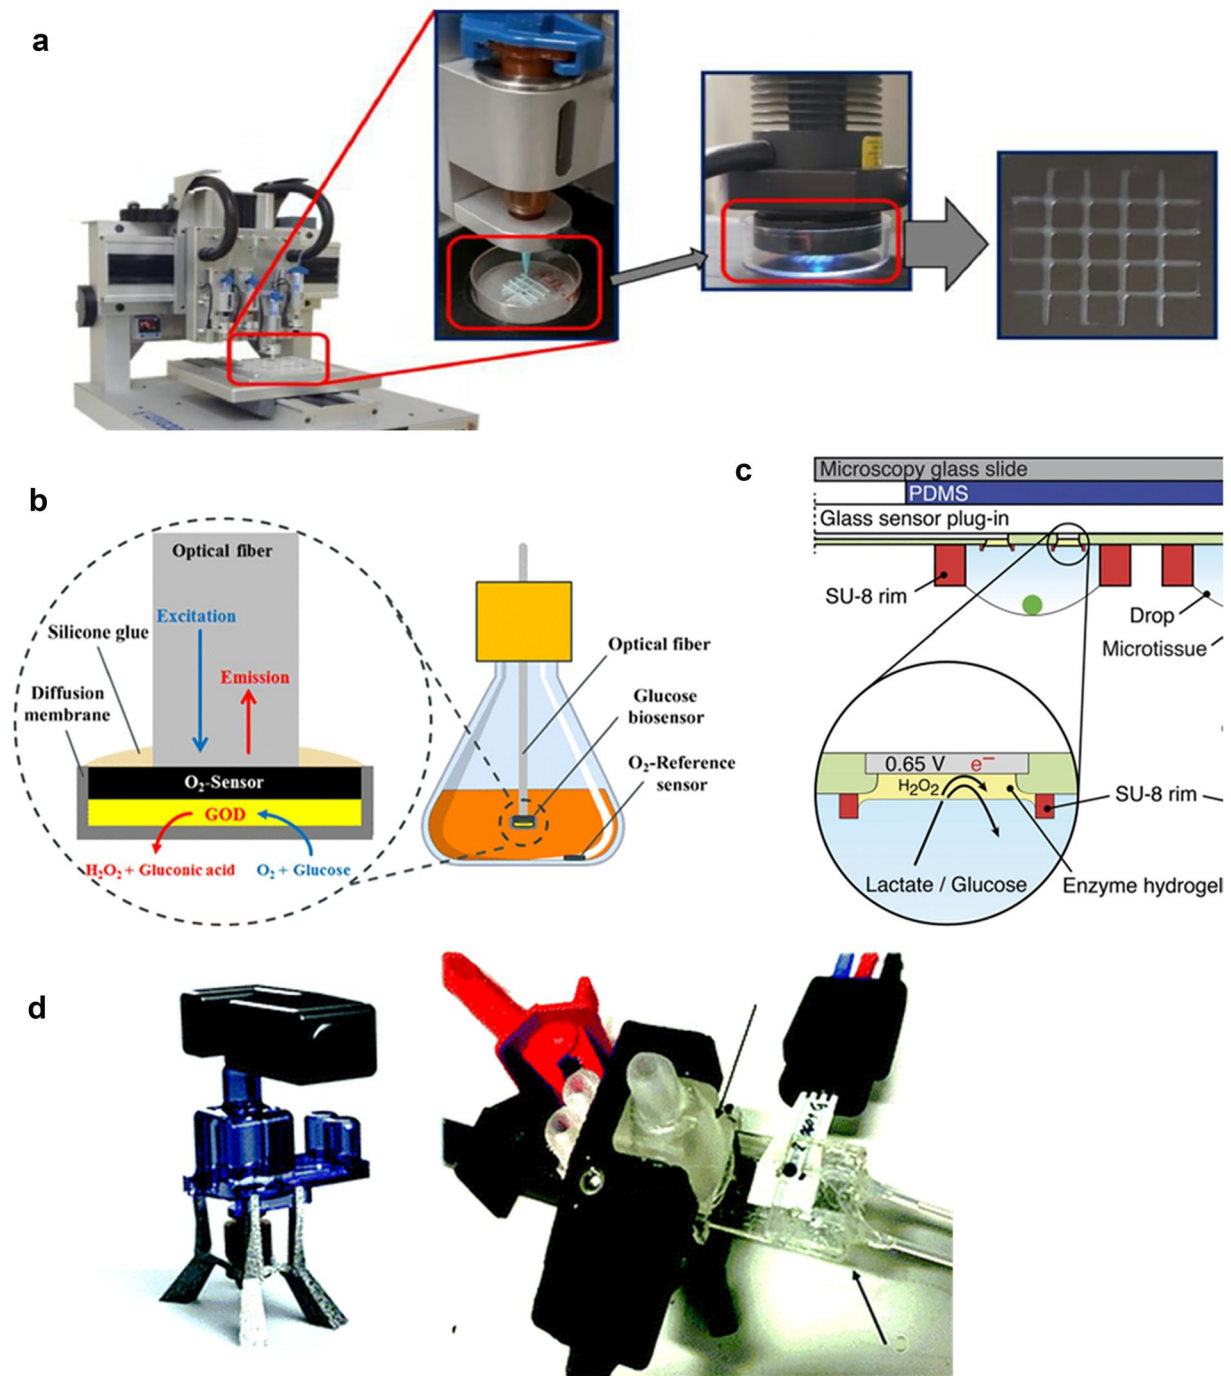 a
b
Optical fiber
Excitation
Silicone glue
Emission
Diffusion
membrane
O₂-Sensor
GOD
H₂O₂ + Gluconic acid
O₂ + Glucose
Optical fiber
Glucose
biosensor
O₂-Reference
sensor
c
Microscopy glass slide
PDMS
Glass sensor plug-in
SU-8 rim
Drop
Microtissue
0.65 V e⁻
H₂O₂
SU-8 rim
Lactate / Glucose
Enzyme hydrogel
d